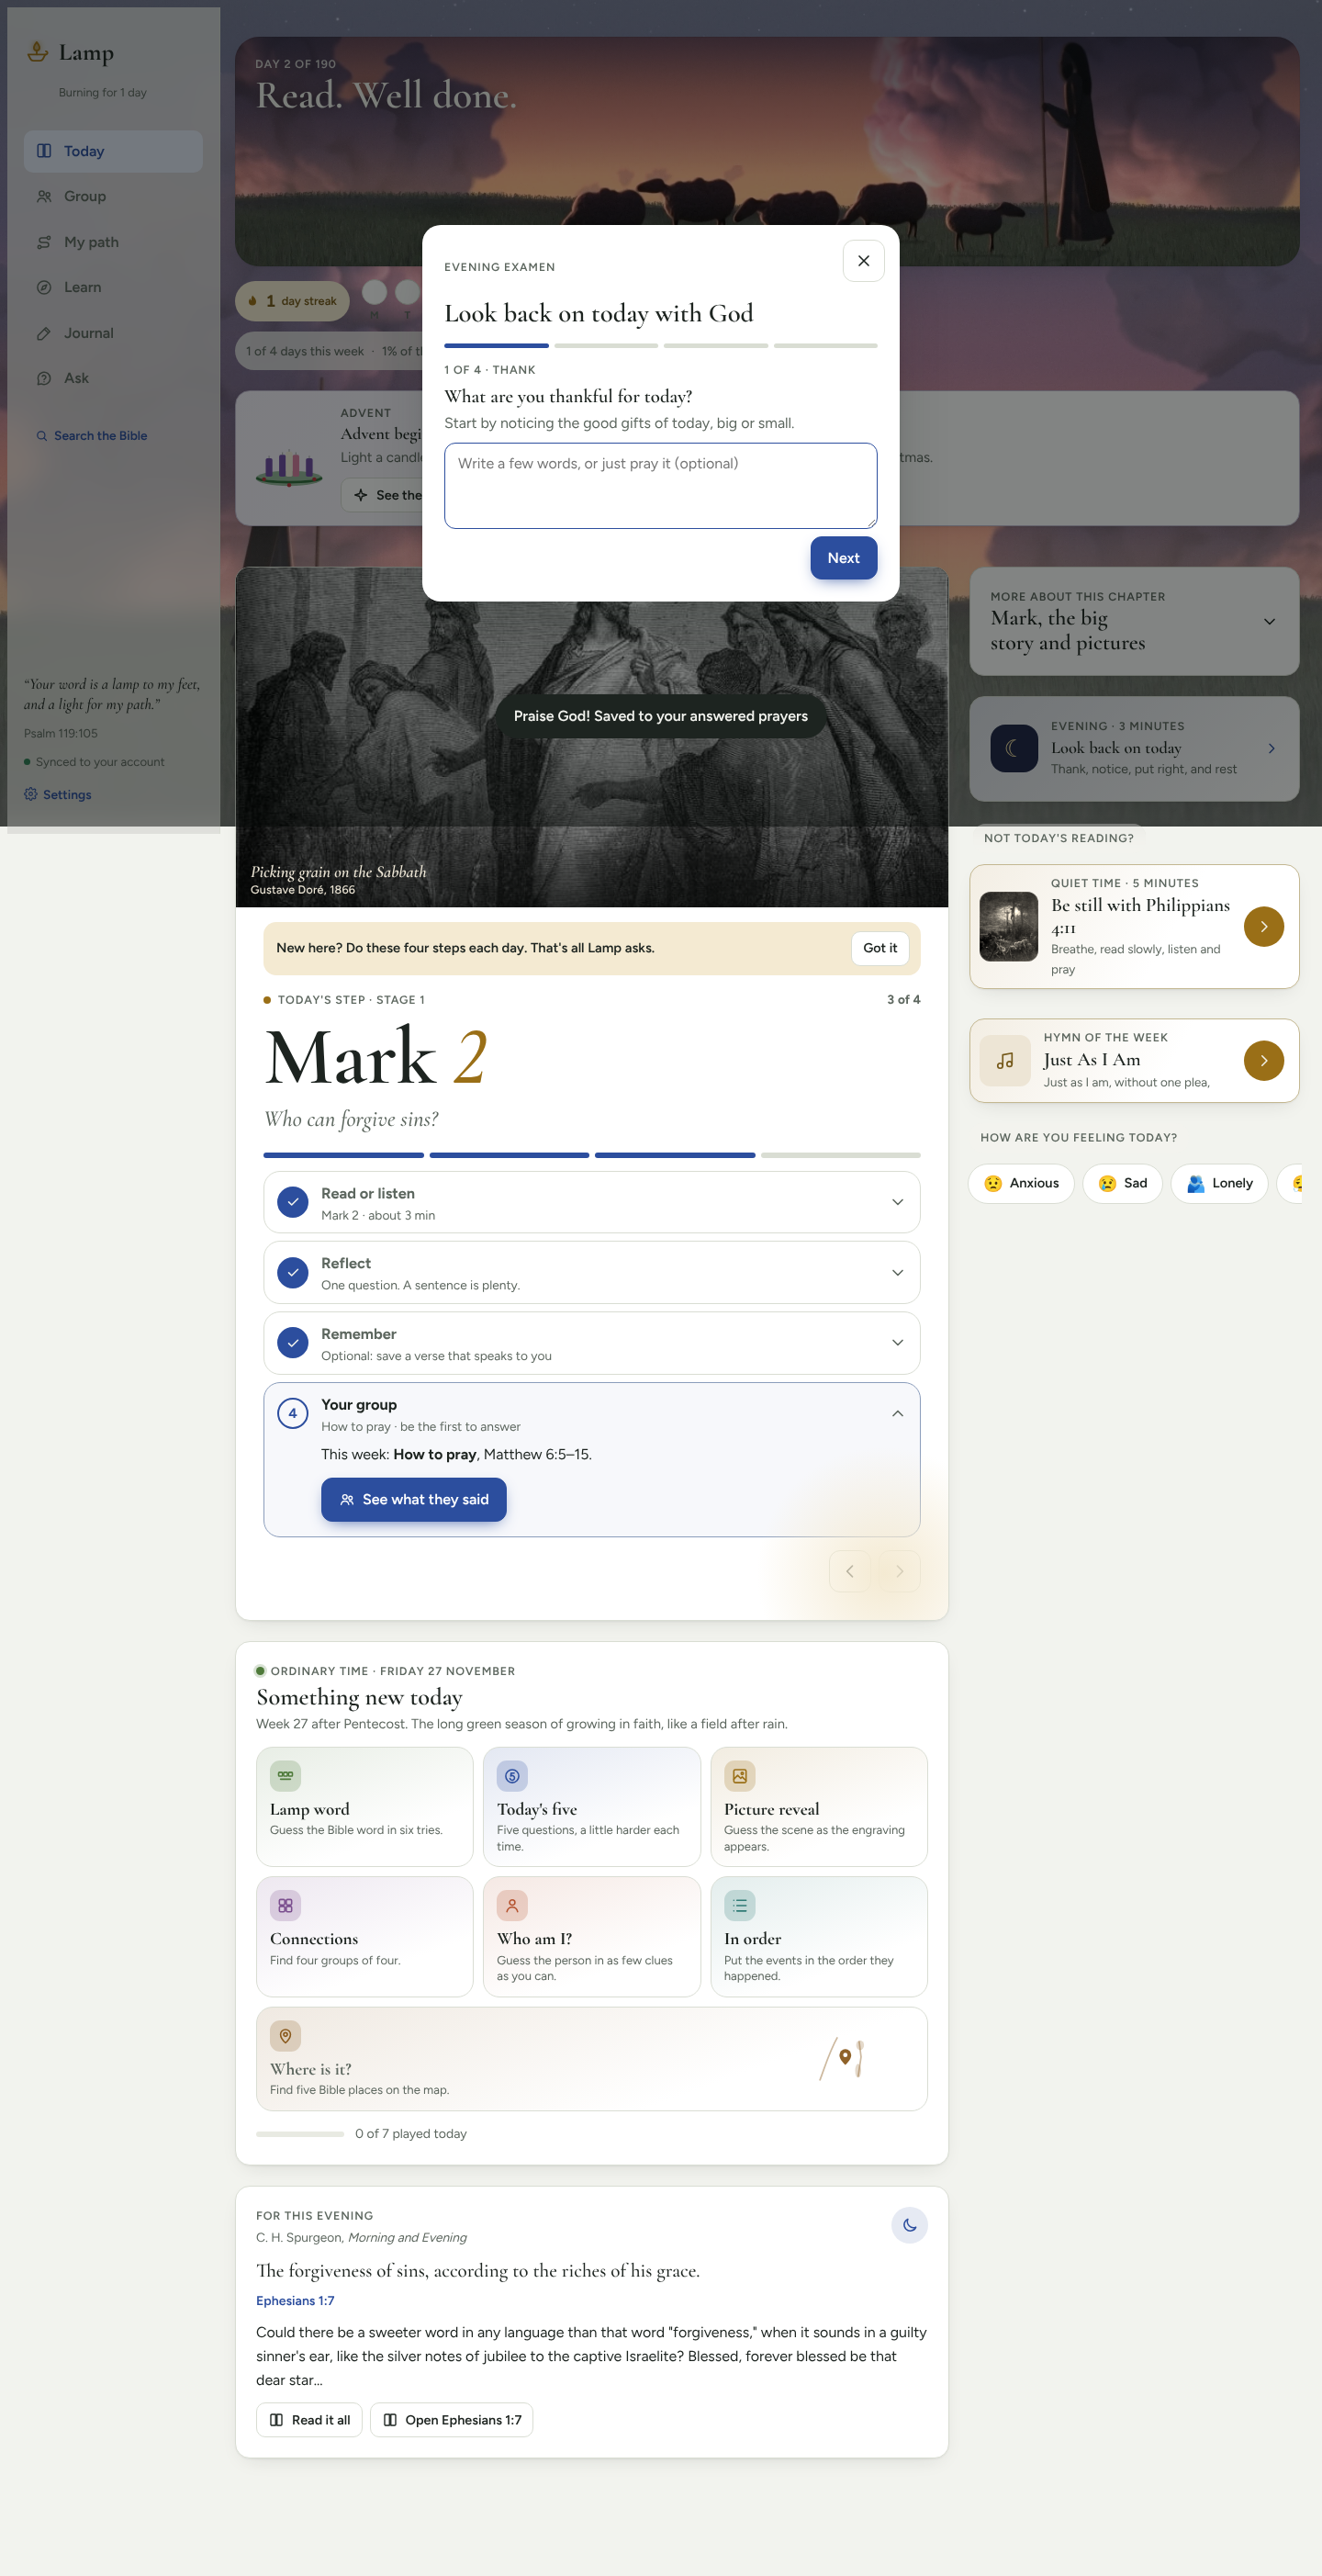 Lamp
Burning for 1 day
Today
Group
My path
Learn
Journal
Ask
Search the Bible
“Your word is a lamp to my feet,
and a light for my path.”
Psalm 119:105
Synced to your account
Settings
DAY 2 OF 190
Read. Well done.
1 day streak
M T
1 of 4 days this week · 1% of
ADVENT
Advent
Light a
See the
EVENING EXAMEN
Look back on today with God
1 OF 4 · THANK
What are you thankful for today?
Start by noticing the good gifts of today, big or small.
Write a few words, or just pray it (optional)
Next
Praise God! Saved to your answered prayers
Picking grain on the Sabbath
Gustave Doré, 1866
New here? Do these four steps each day. That's all Lamp asks.
Got it
TODAY'S STEP · STAGE 1
3 of 4
Mark 2
Who can forgive sins?
Read or listen
Mark 2 · about 3 min
Reflect
One question. A sentence is plenty.
Remember
Optional: save a verse that speaks to you
4
Your group
How to pray · be the first to answer
This week: How to pray, Matthew 6:5–15.
See what they said
MORE ABOUT THIS CHAPTER
Mark, the big
story and pictures
EVENING · 3 MINUTES
Look back on today
Thank, notice, put right, and rest
NOT TODAY'S READING?
QUIET TIME · 5 MINUTES
Be still with Philippians
4:11
Breathe, read slowly, listen and
pray
HYMN OF THE WEEK
Just As I Am
Just as I am, without one plea,
HOW ARE YOU FEELING TODAY?
Anxious
Sad
Lonely
ORDINARY TIME · FRIDAY 27 NOVEMBER
Something new today
Week 27 after Pentecost. The long green season of growing in faith, like a field after rain.
Lamp word
Guess the Bible word in six tries.
Today's five
Five questions, a little harder each
time.
Picture reveal
Guess the scene as the engraving
appears.
Connections
Find four groups of four.
Who am I?
Guess the person in as few clues
as you can.
In order
Put the events in the order they
happened.
Where is it?
Find five Bible places on the map.
0 of 7 played today
FOR THIS EVENING
C. H. Spurgeon, Morning and Evening
The forgiveness of sins, according to the riches of his grace.
Ephesians 1:7
Could there be a sweeter word in any language than that word "forgiveness," when it sounds in a guilty
sinner's ear, like the silver notes of jubilee to the captive Israelite? Blessed, forever blessed be that
dear star...
Read it all
Open Ephesians 1:7